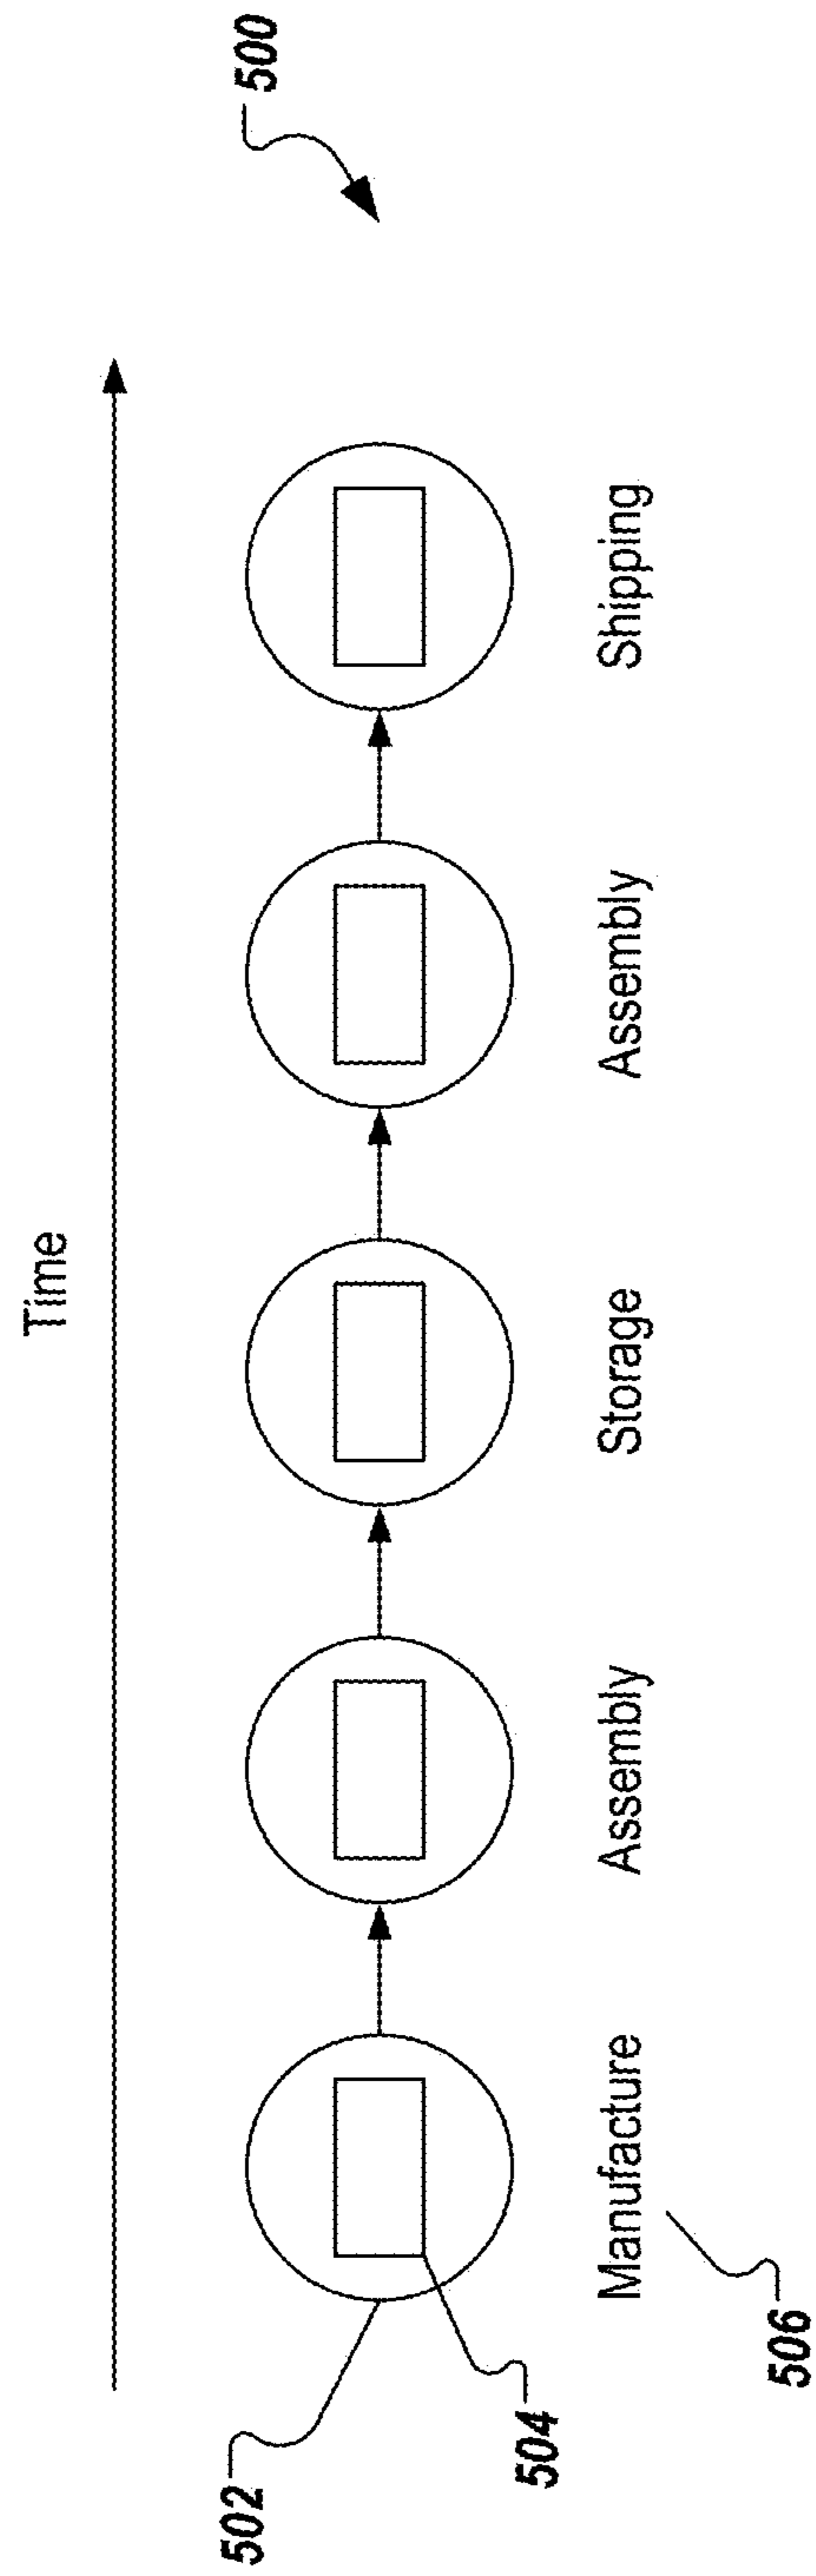 Time
500
502
504
Manufacture
Assembly
Storage
Assembly
Shipping
506